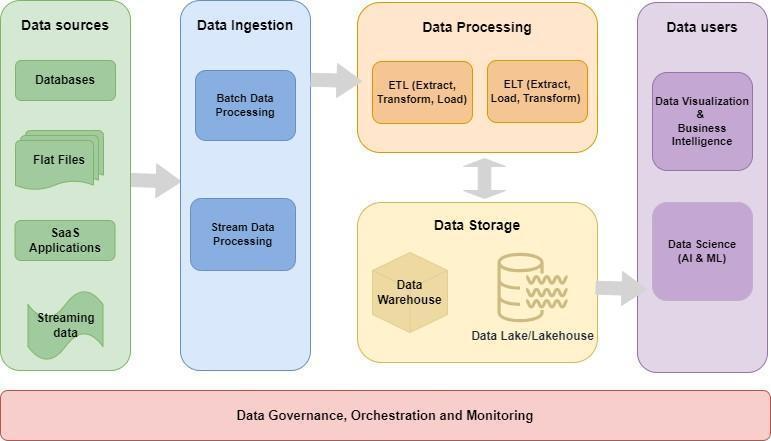 Data sources
Databases
Flat Files
SaaS
Applications
Streaming
data
Data Ingestion
Batch Data
Processing
Stream Data
Processing
Data Processing
ETL (Extract,
Transform, Load)
ELT (Extract,
Load, Transform)
Data Storage
Data
Warehouse
Data Lake/Lakehouse
Data users
Data Visualization
&
Business
Intelligence
Data Science
(AI & ML)
Data Governance, Orchestration and Monitoring